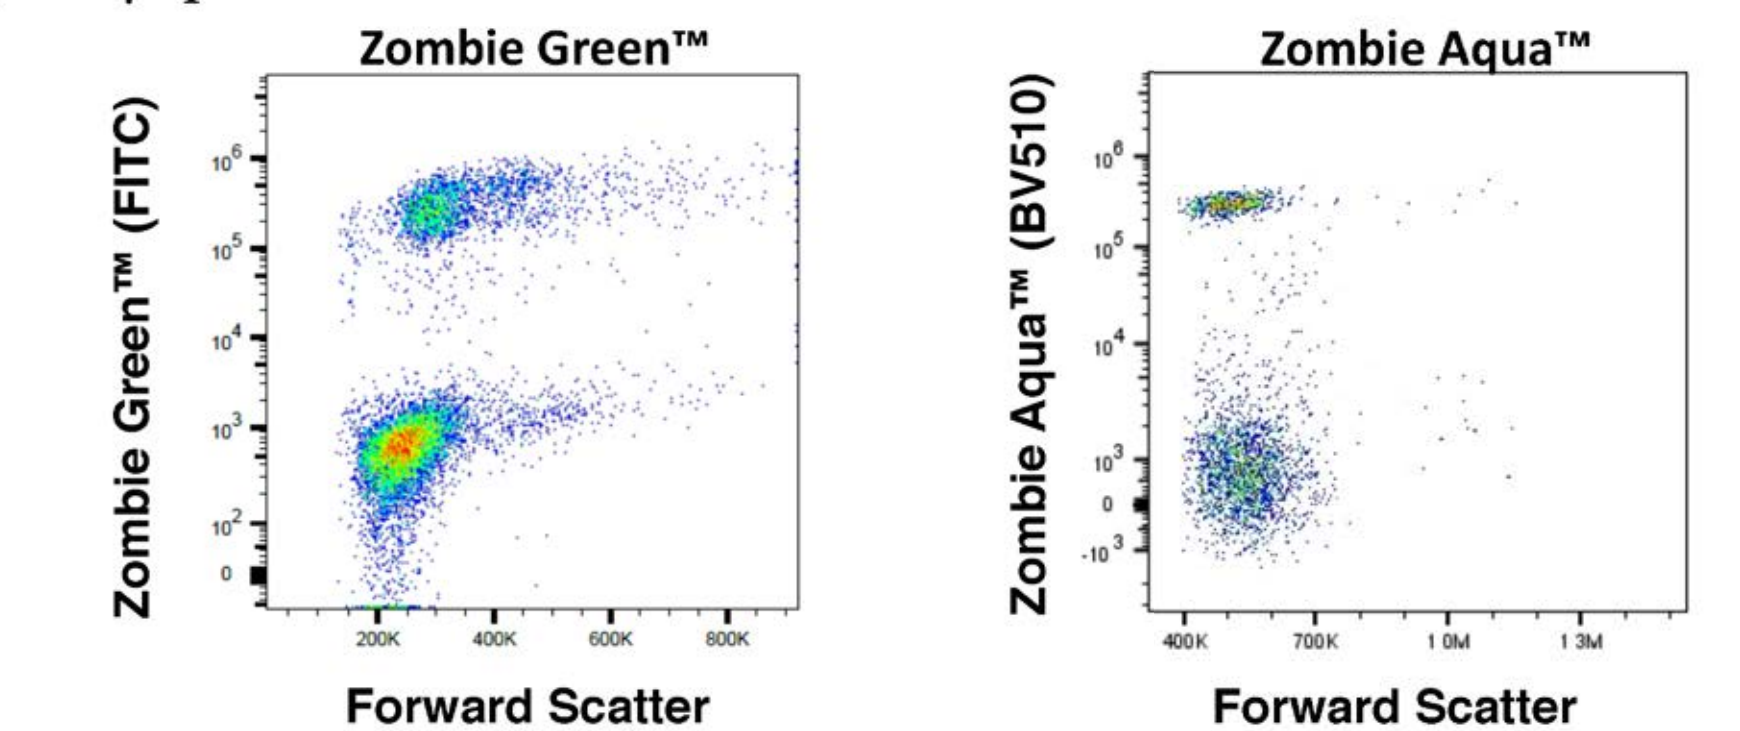 Zombie Green™
Zombie Green™ (FITC)
10⁶
10⁵
10⁴
10³
10²
0
200K 400K 600K 800K
Forward Scatter
Zombie Aqua™
Zombie Aqua™ (BV510)
10⁶
10⁵
10⁴
10³
0
-10³
400K 700K 1 0M 1 3M
Forward Scatter